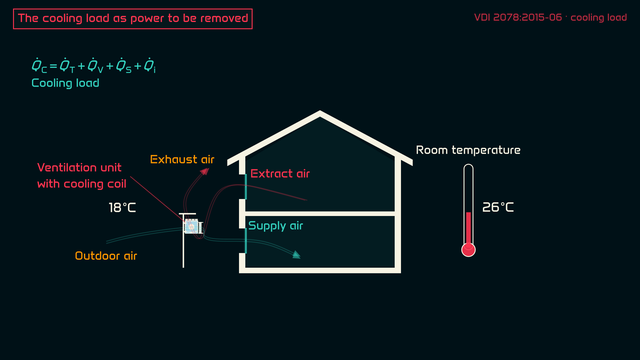 The cooling load as power to be removed
VDI 2078:2015-06 · cooling load
Q̇C = Q̇T + Q̇V + Q̇S + Q̇i
Cooling load
Room temperature
Exhaust air
Ventilation unit
with cooling coil
Extract air
18°C
26°C
Supply air
Outdoor air